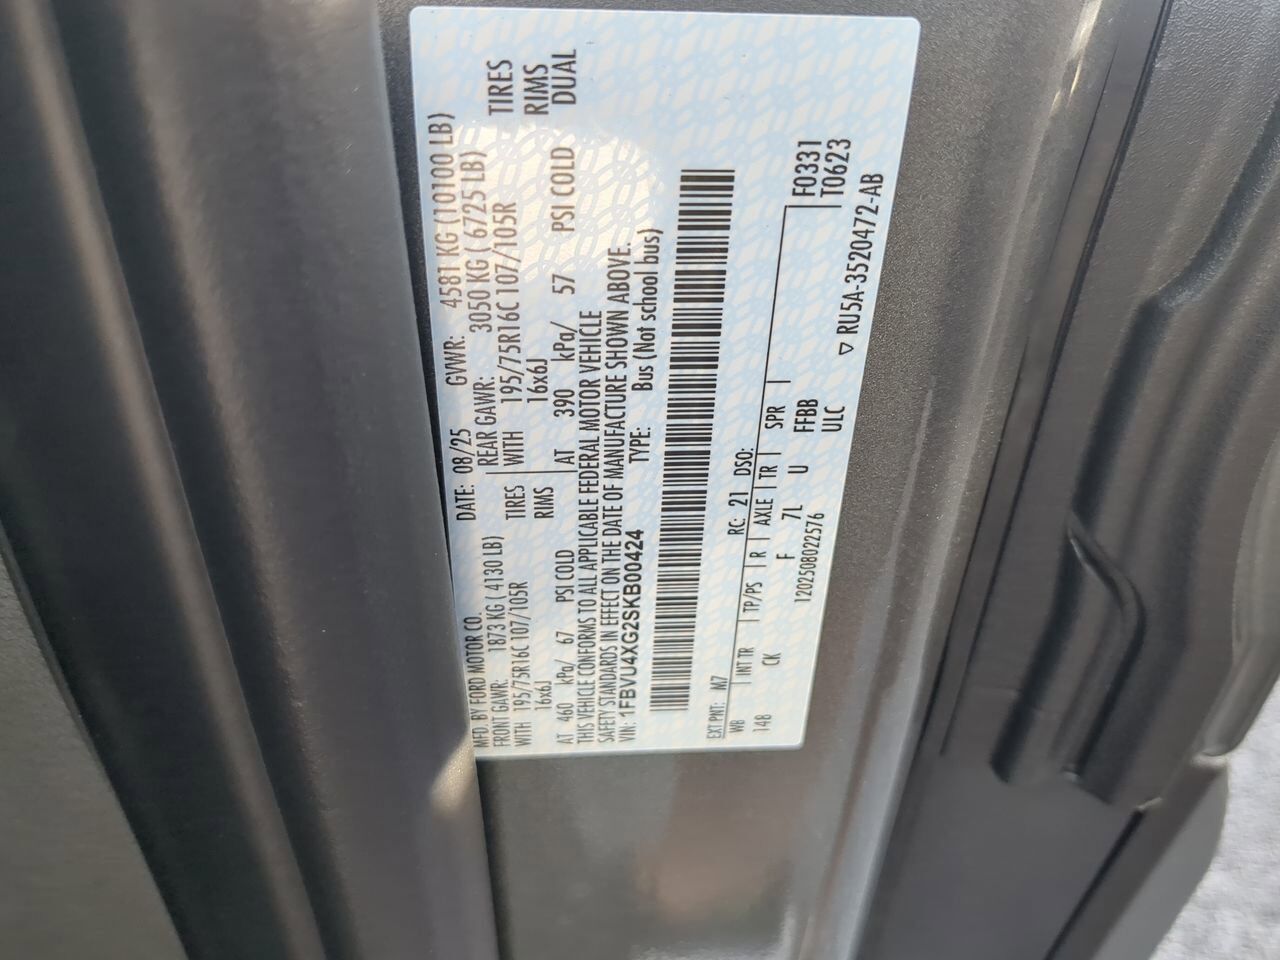 MFD. BY FORD MOTOR CO. DATE: 08/25 GVWR: 4581 KG (10100 LB)
FRONT GAWR: 1873 KG ( 4130 LB) REAR GAWR: 3050 KG ( 6725 LB)
WITH 195/75R16C 107/105R TIRES WITH 195/75R16C 107/105R TIRES
16x6J RIMS 16x6J RIMS
AT 460 kPa/ 67 PSI COLD AT 390 kPa/ 57 PSI COLD DUAL
THIS VEHICLE CONFORMS TO ALL APPLICABLE FEDERAL MOTOR VEHICLE
SAFETY STANDARDS IN EFFECT ON THE DATE OF MANUFACTURE SHOWN ABOVE.
VIN: 1FBVU4XG2SKB00424 TYPE: Bus (Not school bus)
EXT PNT: M7 RC: 21 DSO:
WB INT TR TP/PS R AXLE TR SPR F0331
148 CK F 7L U FFBB T0623
120250802257​6 ULC
▽ RU5A-3520472-AB